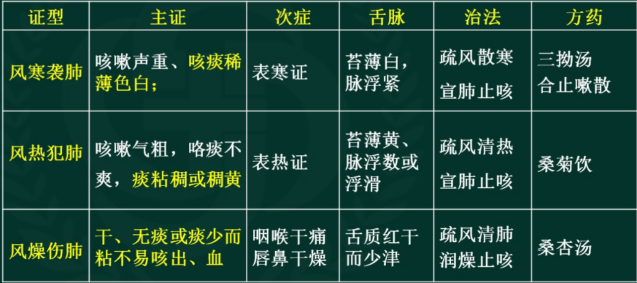 证型 主证 次症 舌脉 治法 方药
风寒袭肺 咳嗽声重、咳痰稀薄色白； 表寒证 苔薄白，脉浮紧 疏风散寒 宣肺止咳 三拗汤合止嗽散
风热犯肺 咳嗽气粗，咯痰不爽，痰粘稠或稠黄 表热证 苔薄黄、脉浮数或浮滑 疏风清热 宣肺止咳 桑菊饮
风燥伤肺 干、无痰或痰少而粘不易咳出、血 咽喉干痛唇鼻干燥 舌质红干而少津 疏风清肺润燥止咳 桑杏汤